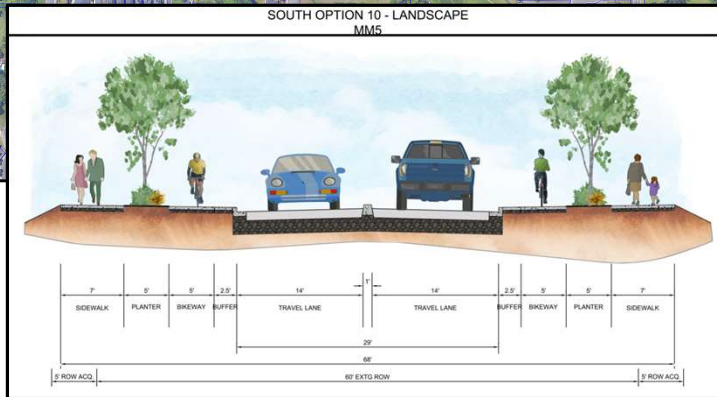 SOUTH OPTION 10 - LANDSCAPE
MM5
1'
7' 5' 5' 2.5' 14' 14' 2.5' 5' 5' 7'
SIDEWALK PLANTER BIKEWAY BUFFER TRAVEL LANE TRAVEL LANE BUFFER BIKEWAY PLANTER SIDEWALK
29'
68'
5' ROW ACQ. 60' EXTG ROW 5' ROW ACQ.